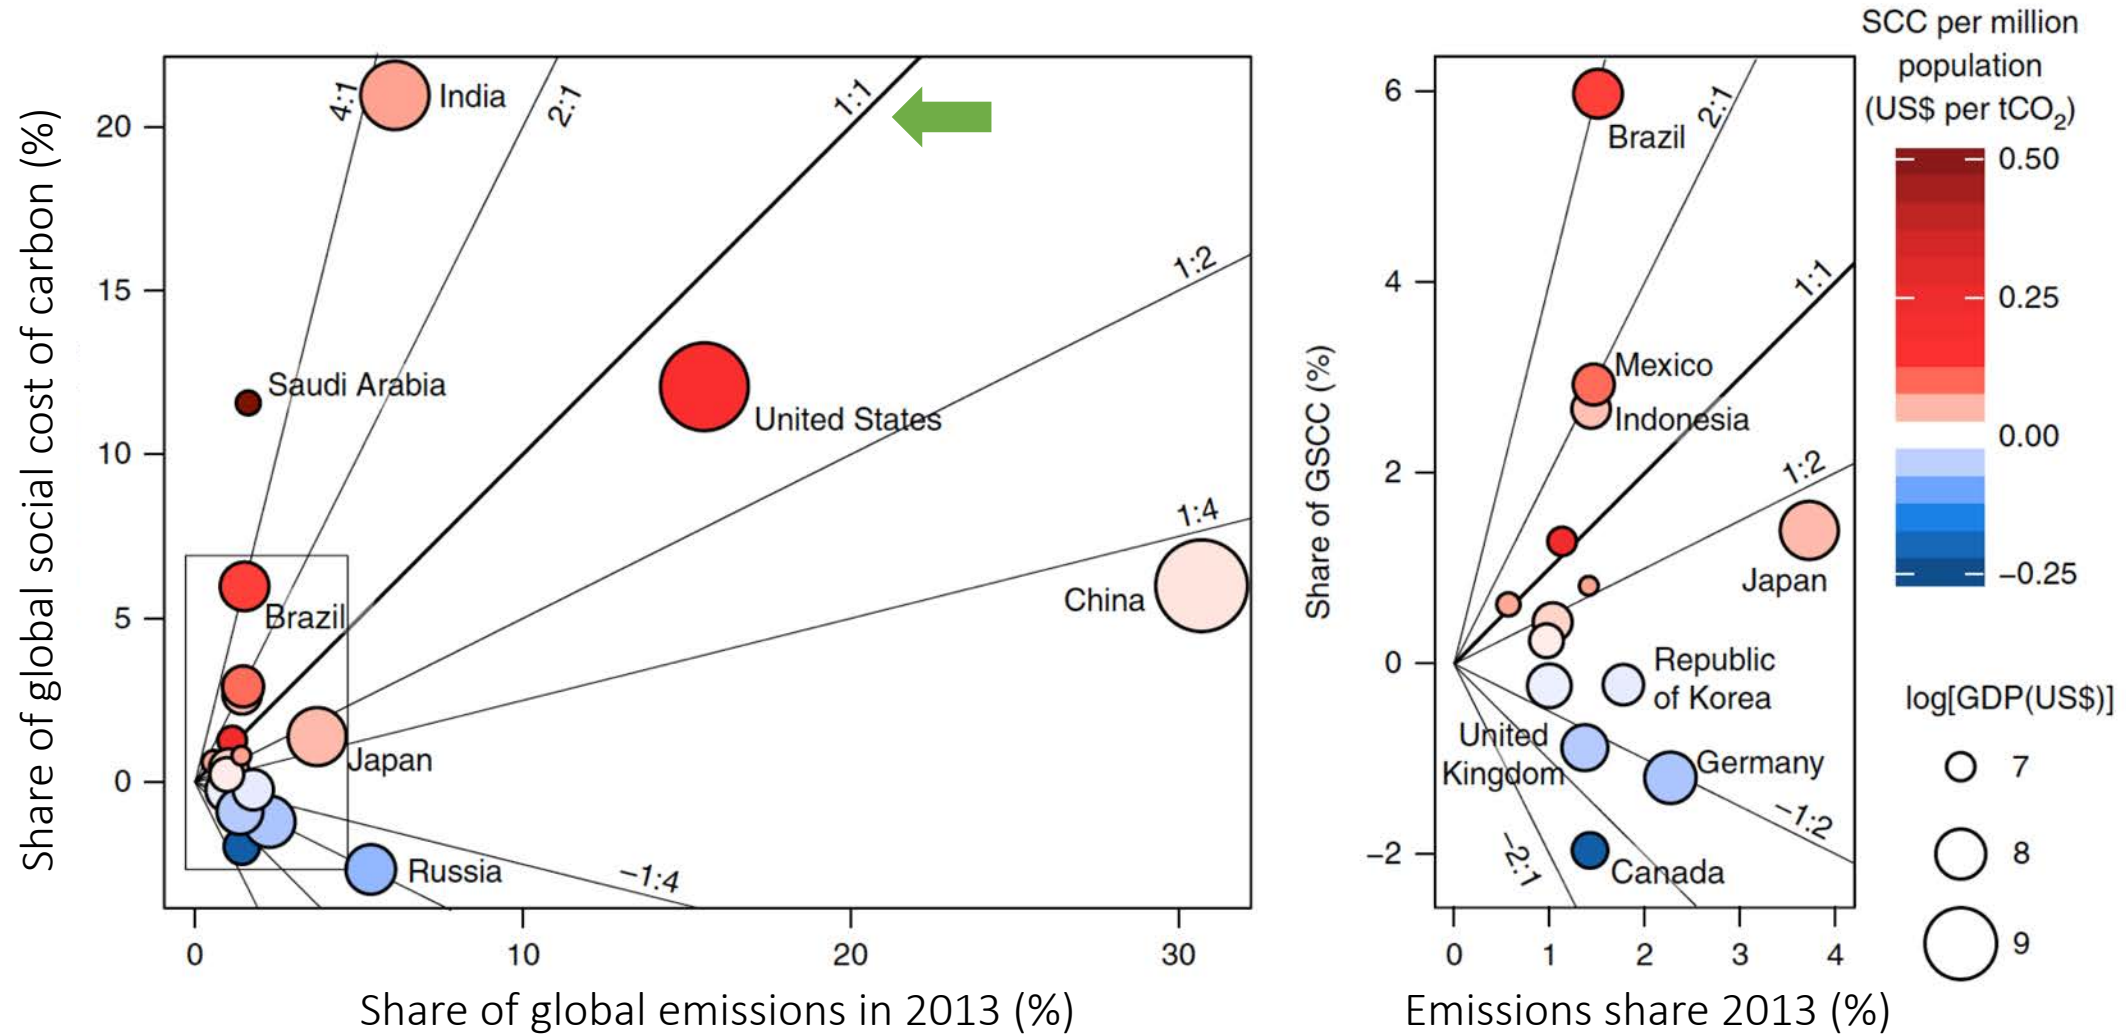 Share of global social cost of carbon (%)
20
15
10
5
0
4:1
India
2:1
1:1
1:2
Saudi Arabia
United States
1:4
China
Brazil
Japan
Russia
−1:4
0
10
20
30
Share of global emissions in 2013 (%)
Share of GSCC (%)
6
4
2
0
−2
Brazil
2:1
1:1
Mexico
Indonesia
1:2
Japan
Republic
of Korea
United
Kingdom
Germany
−1:2
−2:1
Canada
0
1
2
3
4
Emissions share 2013 (%)
SCC per million
population
(US$ per tCO2)
0.50
0.25
0.00
−0.25
log[GDP(US$)]
7
8
9